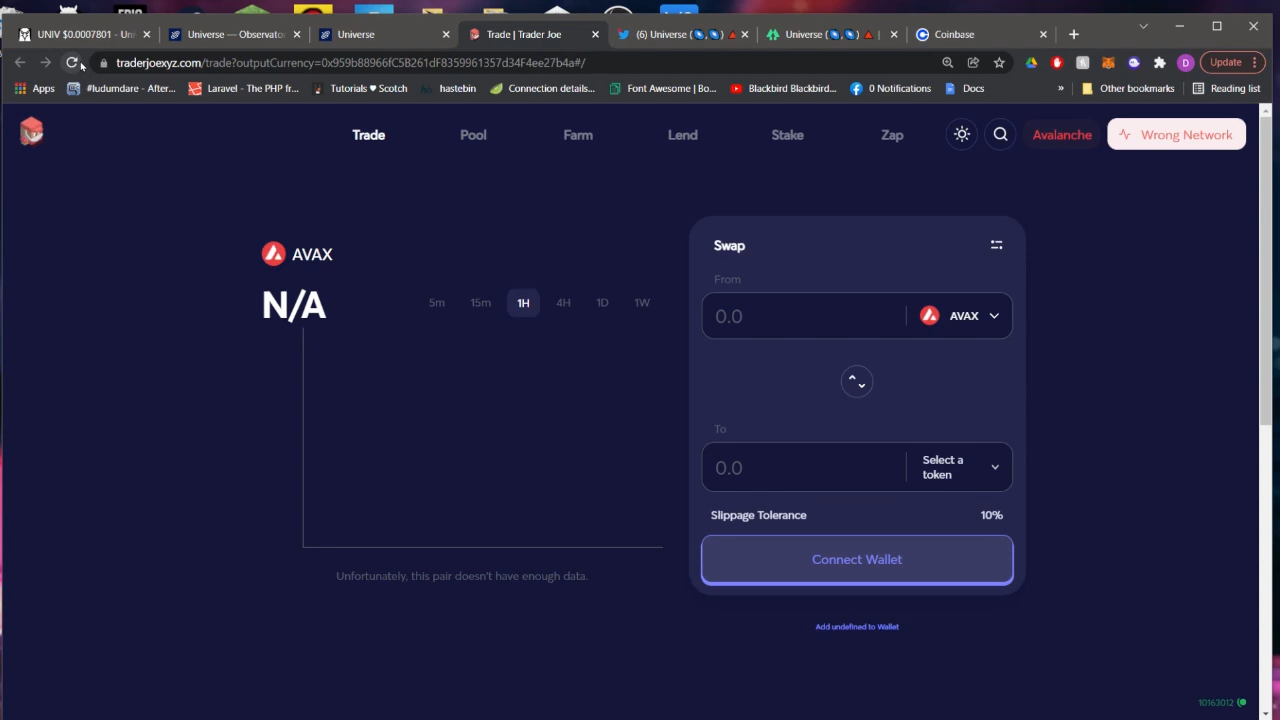 UNIV $0.0007801 - Un
Universe — Observato
Universe
Trade | Trader Joe
(6) Universe
Universe
Coinbase
traderjoexyz.com/trade?outputCurrency=0x959b88966fC5B261dF8359961357d34F4ee27b4a#/
Update
Apps
#ludumdare - After...
Laravel - The PHP fr...
Tutorials ♥ Scotch
hastebin
Connection details...
Font Awesome | Bo...
Blackbird Blackbird...
0 Notifications
Docs
»
Other bookmarks
Reading list
Trade
Pool
Farm
Lend
Stake
Zap
Avalanche
Wrong Network
AVAX
N/A
5m
15m
1H
4H
1D
1W
Unfortunately, this pair doesn't have enough data.
Swap
From
0.0
AVAX
To
0.0
Select a
token
Slippage Tolerance
10%
Connect Wallet
Add undefined to Wallet
10163012